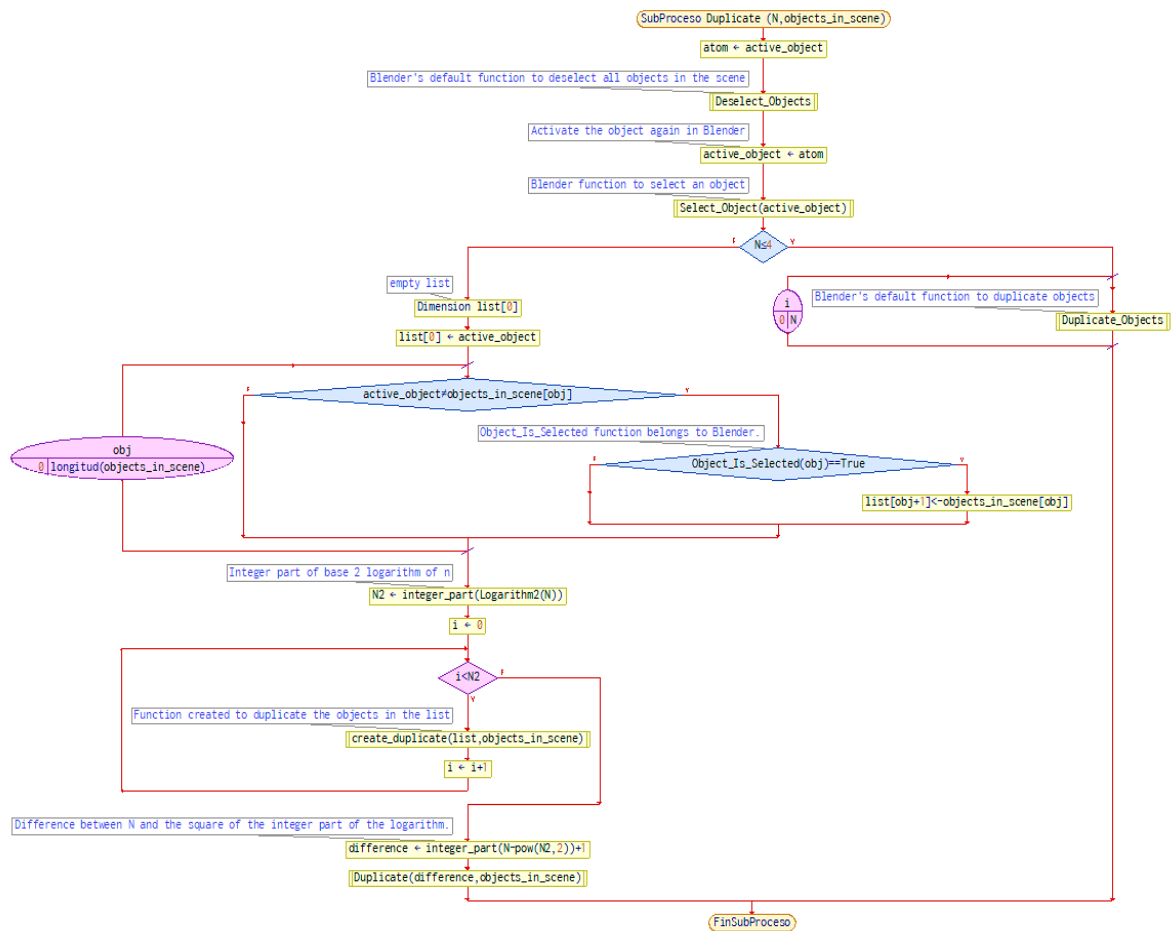 SubProceso Duplicate (N,objects_in_scene)
atom ← active_object
Blender's default function to deselect all objects in the scene
Deselect_Objects
Activate the object again in Blender
active_object ← atom
Blender function to select an object
Select_Object(active_object)
F
N≤4
Y
empty list
Dimension list[0]
list[0] ← active_object
i
0 N
Blender's default function to duplicate objects
Duplicate_Objects
F
active_object≠objects_in_scene[obj]
Y
obj
0 longitud(objects_in_scene)
Object_Is_Selected function belongs to Blender.
F
Object_Is_Selected(obj)==True
Y
list[obj+1]<-objects_in_scene[obj]
Integer part of base 2 logarithm of n
N2 ← integer_part(Logarithm2(N))
i ← 0
i<N2
F
Y
Function created to duplicate the objects in the list
create_duplicate(list,objects_in_scene)
i ← i+1
Difference between N and the square of the integer part of the logarithm.
difference ← integer_part(N-pow(N2,2))+1
Duplicate(difference,objects_in_scene)
FinSubProceso